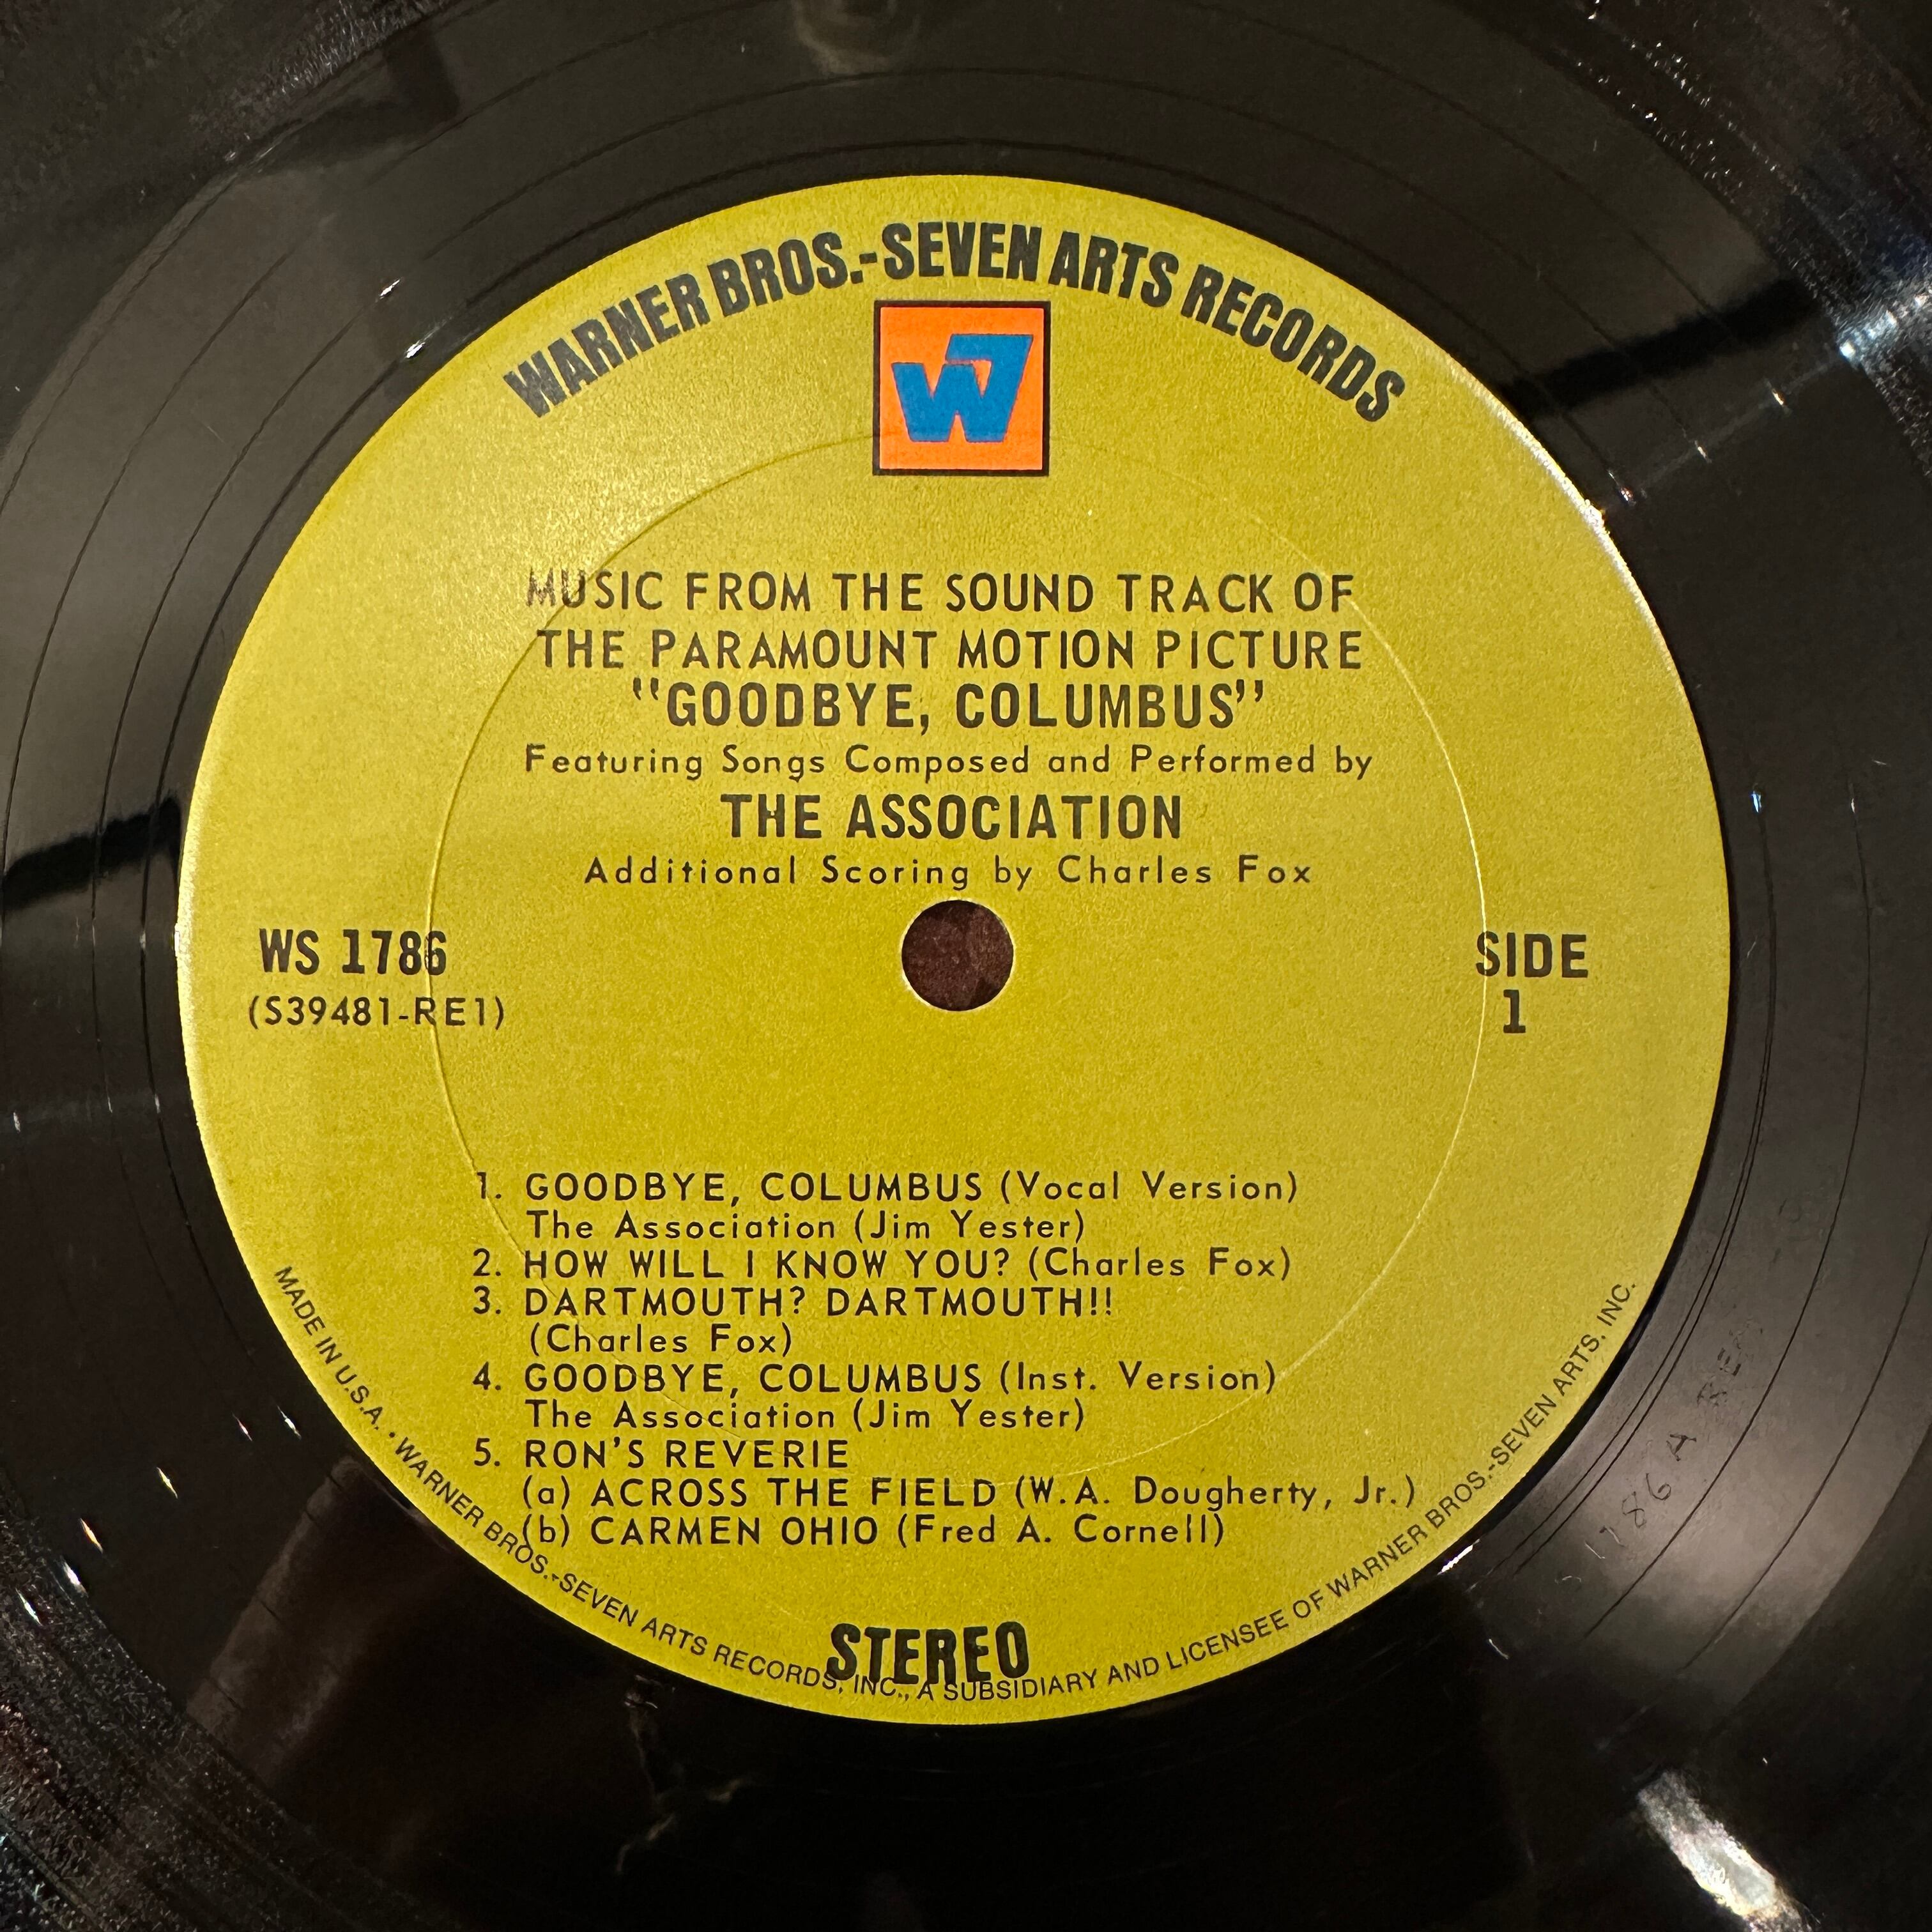 WARNER BROS.-SEVEN ARTS RECORDS
W7
MUSIC FROM THE SOUND TRACK OF
THE PARAMOUNT MOTION PICTURE
"GOODBYE, COLUMBUS"
Featuring Songs Composed and Performed by
THE ASSOCIATION
Additional Scoring by Charles Fox
WS 1786
(S39481-RE1)
SIDE
1
1. GOODBYE, COLUMBUS (Vocal Version)
The Association (Jim Yester)
2. HOW WILL I KNOW YOU? (Charles Fox)
3. DARTMOUTH? DARTMOUTH!!
(Charles Fox)
4. GOODBYE, COLUMBUS (Inst. Version)
The Association (Jim Yester)
5. RON'S REVERIE
(a) ACROSS THE FIELD (W.A. Dougherty, Jr.)
(b) CARMEN OHIO (Fred A. Cornell)
STEREO
MADE IN U.S.A. • WARNER BROS.-SEVEN ARTS RECORDS, INC., A SUBSIDIARY AND LICENSEE OF WARNER BROS.-SEVEN ARTS, INC.